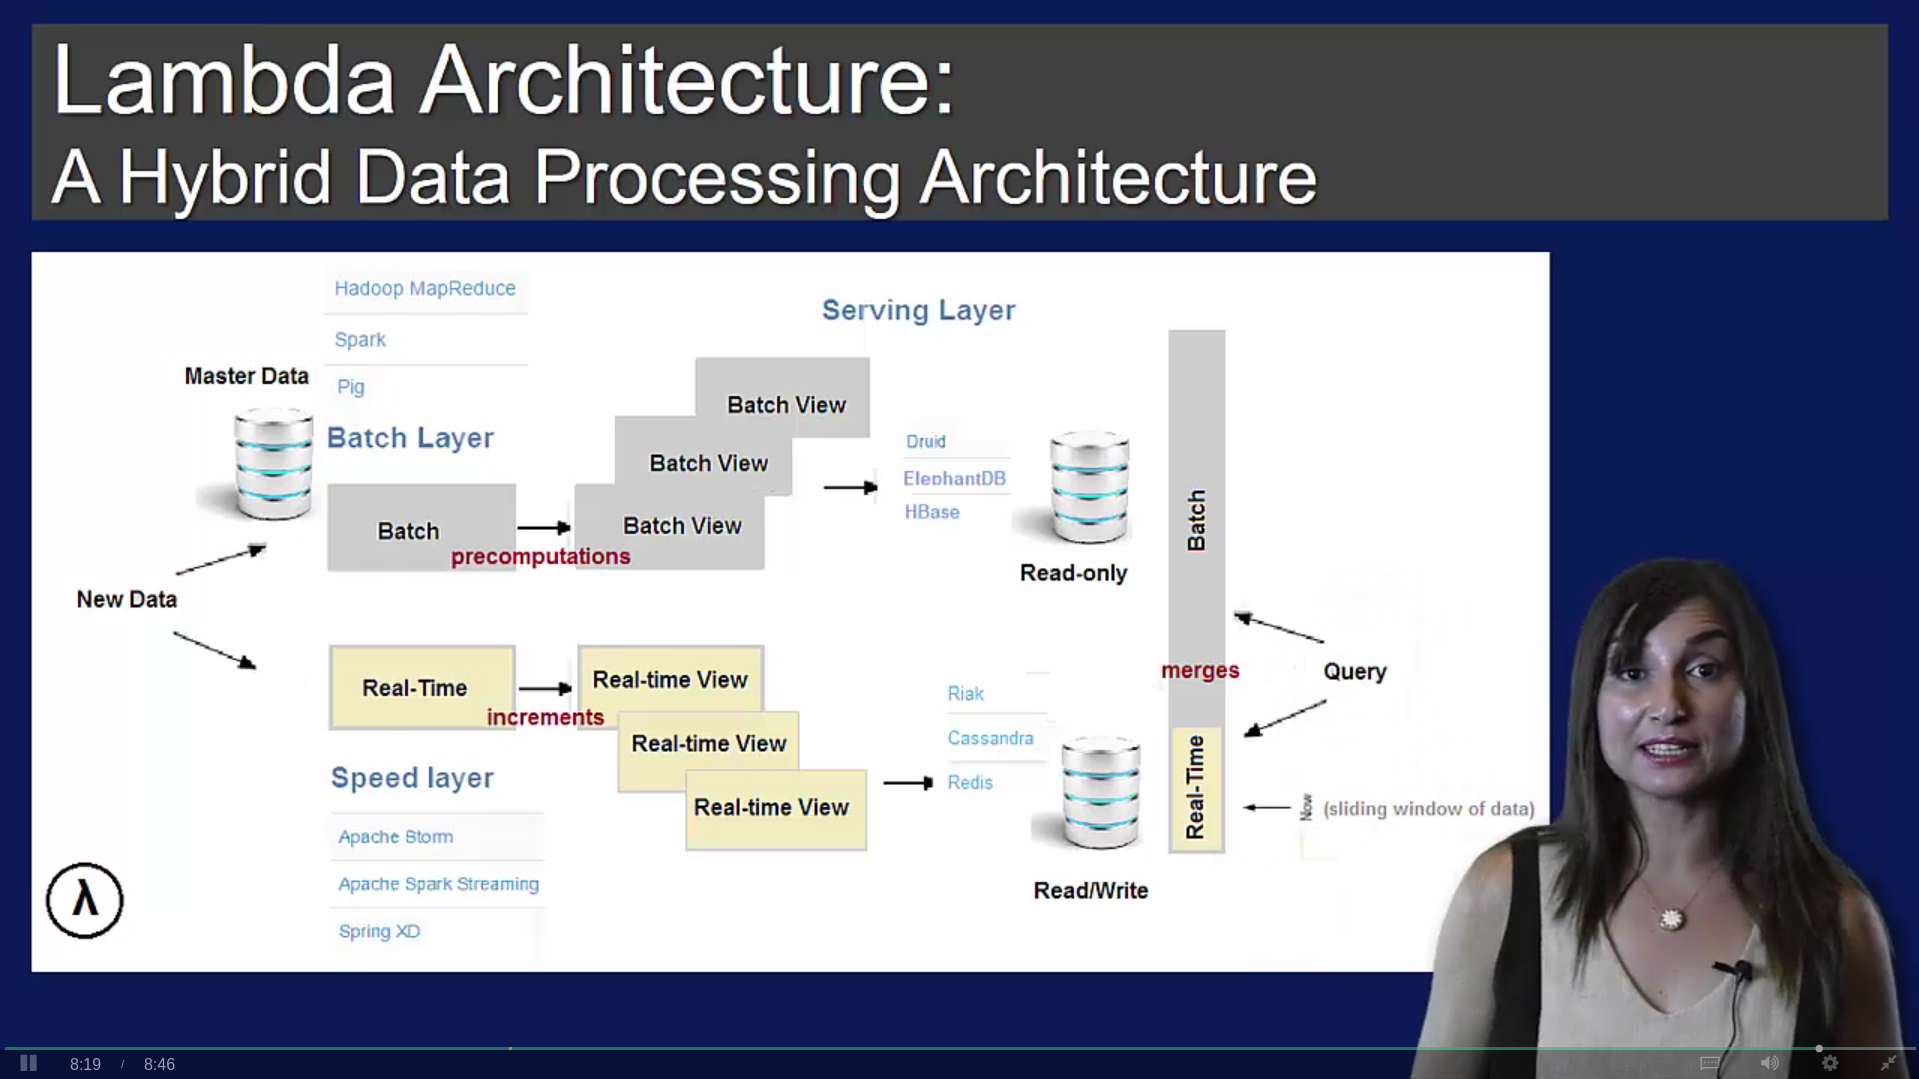 Lambda Architecture:
A Hybrid Data Processing Architecture
Hadoop MapReduce
Spark
Pig
Serving Layer
Master Data
Batch Layer
Batch View
Batch View
Batch View
Batch
precomputations
Druid
ElephantDB
HBase
Read-only
Batch
New Data
merges
Query
Real-Time
increments
Real-time View
Real-time View
Real-time View
Riak
Cassandra
Redis
Real-Time
Now
(sliding window of data)
Speed layer
Apache Storm
Apache Spark Streaming
Spring XD
Read/Write
λ
8:19 / 8:46